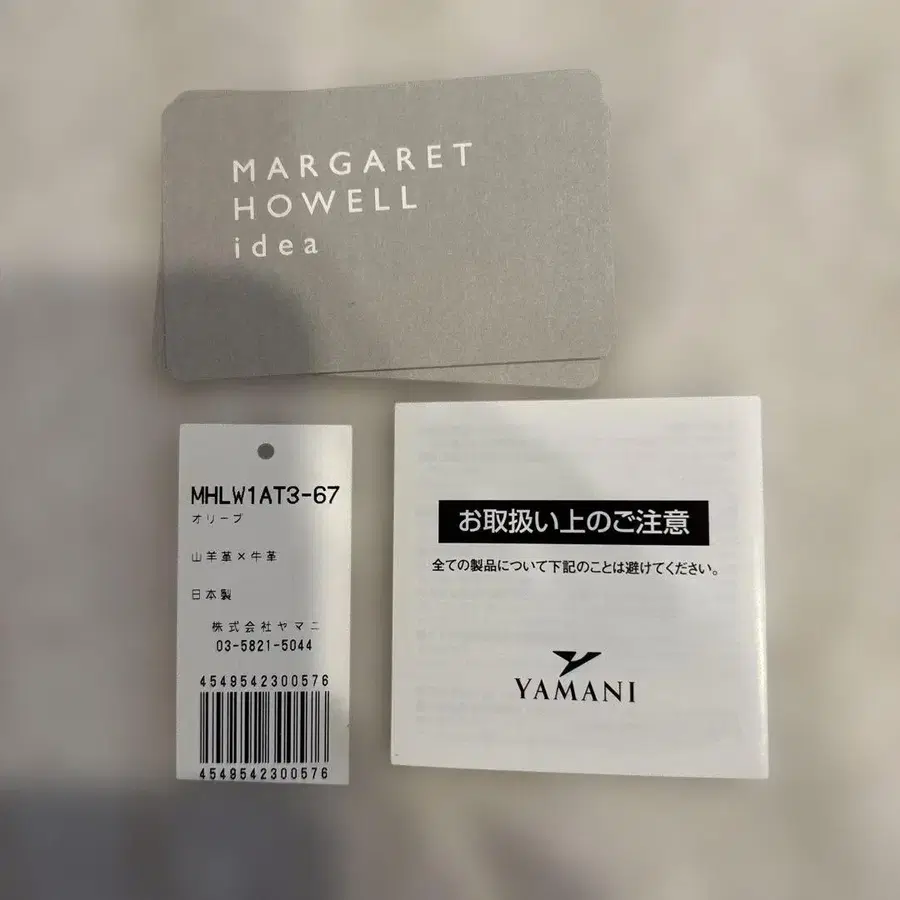 MARGARET
HOWELL
idea
MHLW1AT3-67
オリーブ
山羊革×牛革
日本製
株式会社ヤマニ
03-5821-5044
4549542300576
4549542300576
お取扱い上のご注意
全ての製品について下記のことは避けてください。
YAMANI